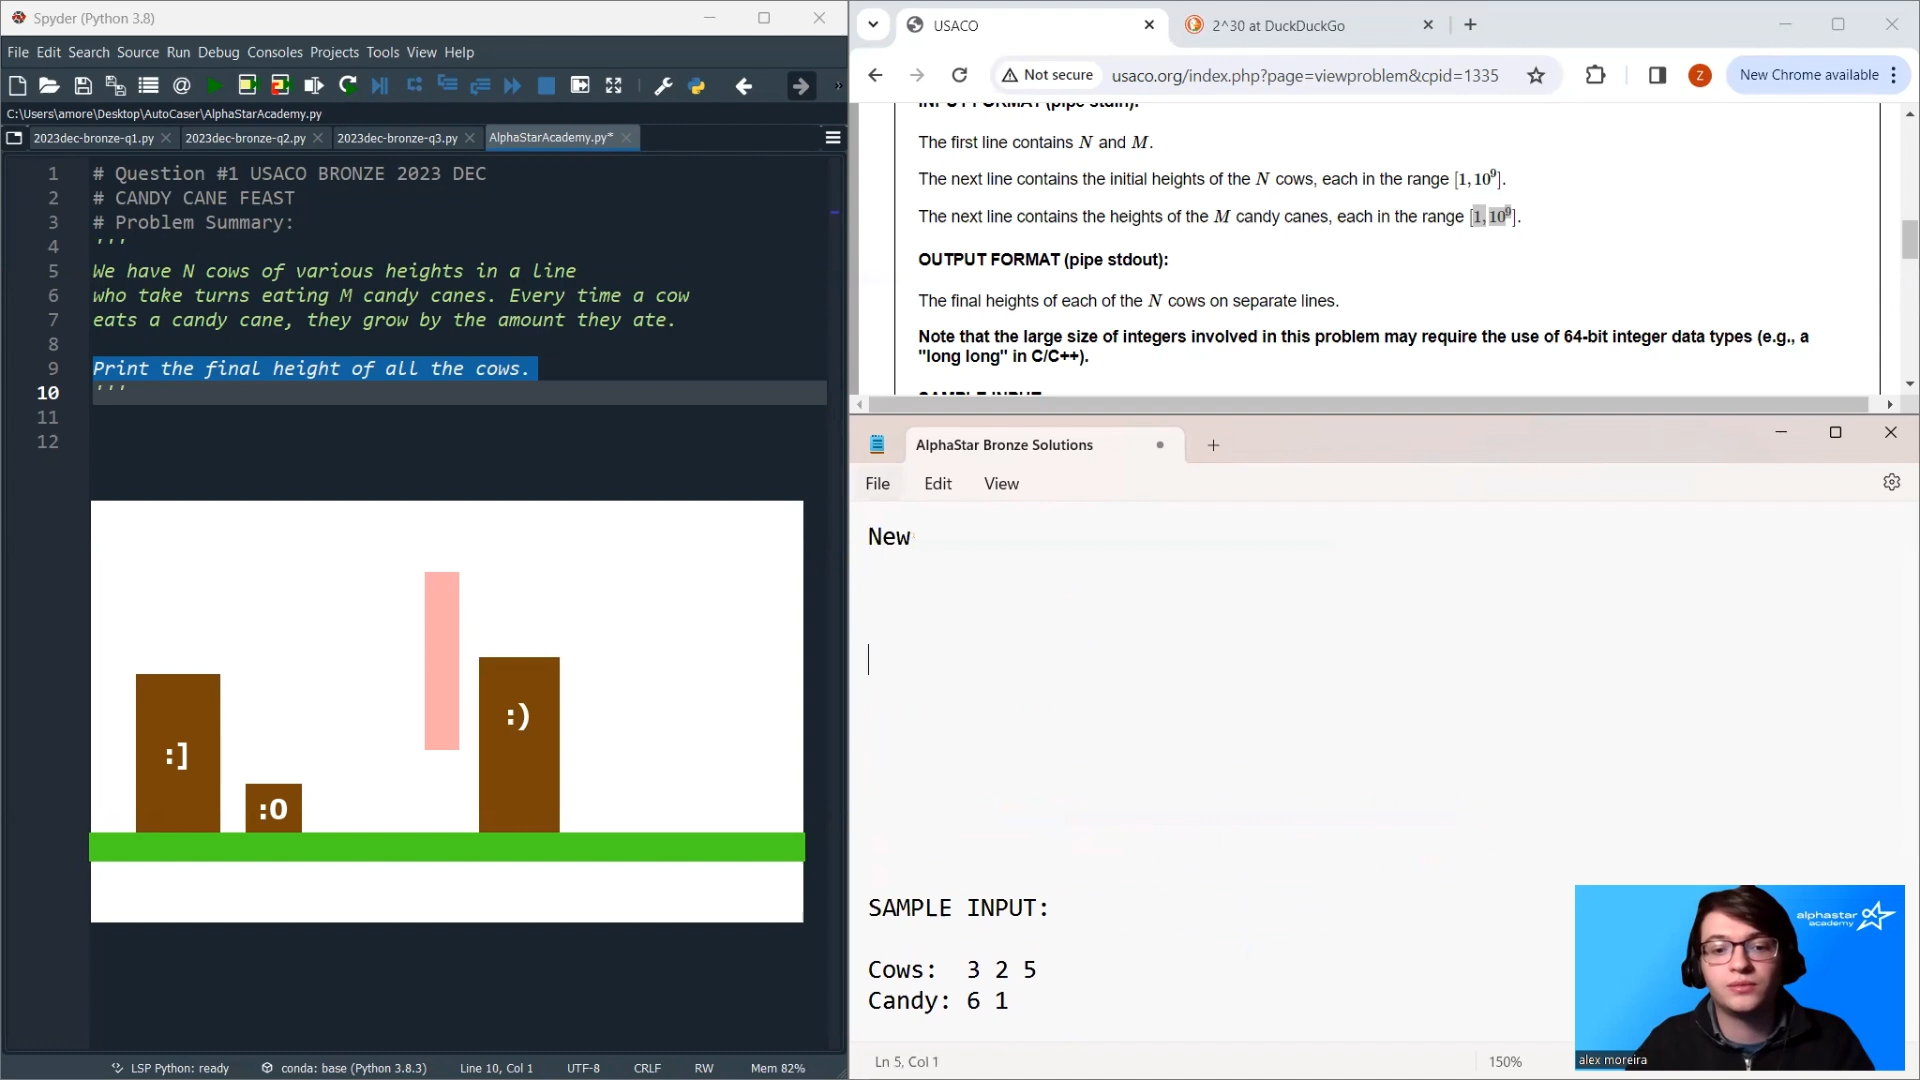 Spyder (Python 3.8)
File Edit Search Source Run Debug Consoles Projects Tools View Help
C:\Users\amore\Desktop\AutoCaser\AlphaStarAcademy.py
2023dec-bronze-q1.py 2023dec-bronze-q2.py 2023dec-bronze-q3.py AlphaStarAcademy.py*
1 # Question #1 USACO BRONZE 2023 DEC
2 # CANDY CANE FEAST
3 # Problem Summary:
4 '''
5 We have N cows of various heights in a line
6 who take turns eating M candy canes. Every time a cow
7 eats a candy cane, they grow by the amount they ate.
8
9 Print the final height of all the cows.
10 '''
11
12
:]
:O
:)
LSP Python: ready conda: base (Python 3.8.3) Line 10, Col 1 UTF-8 CRLF RW Mem 82%
USACO 2^30 at DuckDuckGo
Not secure usaco.org/index.php?page=viewproblem&cpid=1335 Z New Chrome available
INPUT FORMAT (pipe stdin):
The first line contains N and M.
The next line contains the initial heights of the N cows, each in the range [1, 10⁹].
The next line contains the heights of the M candy canes, each in the range [1, 10⁹].
OUTPUT FORMAT (pipe stdout):
The final heights of each of the N cows on separate lines.
Note that the large size of integers involved in this problem may require the use of 64-bit integer data types (e.g., a
"long long" in C/C++).
SAMPLE INPUT:
AlphaStar Bronze Solutions
File Edit View
New
SAMPLE INPUT:
Cows: 3 2 5
Candy: 6 1
Ln 5, Col 1 150%
alphastar
academy
alex moreira